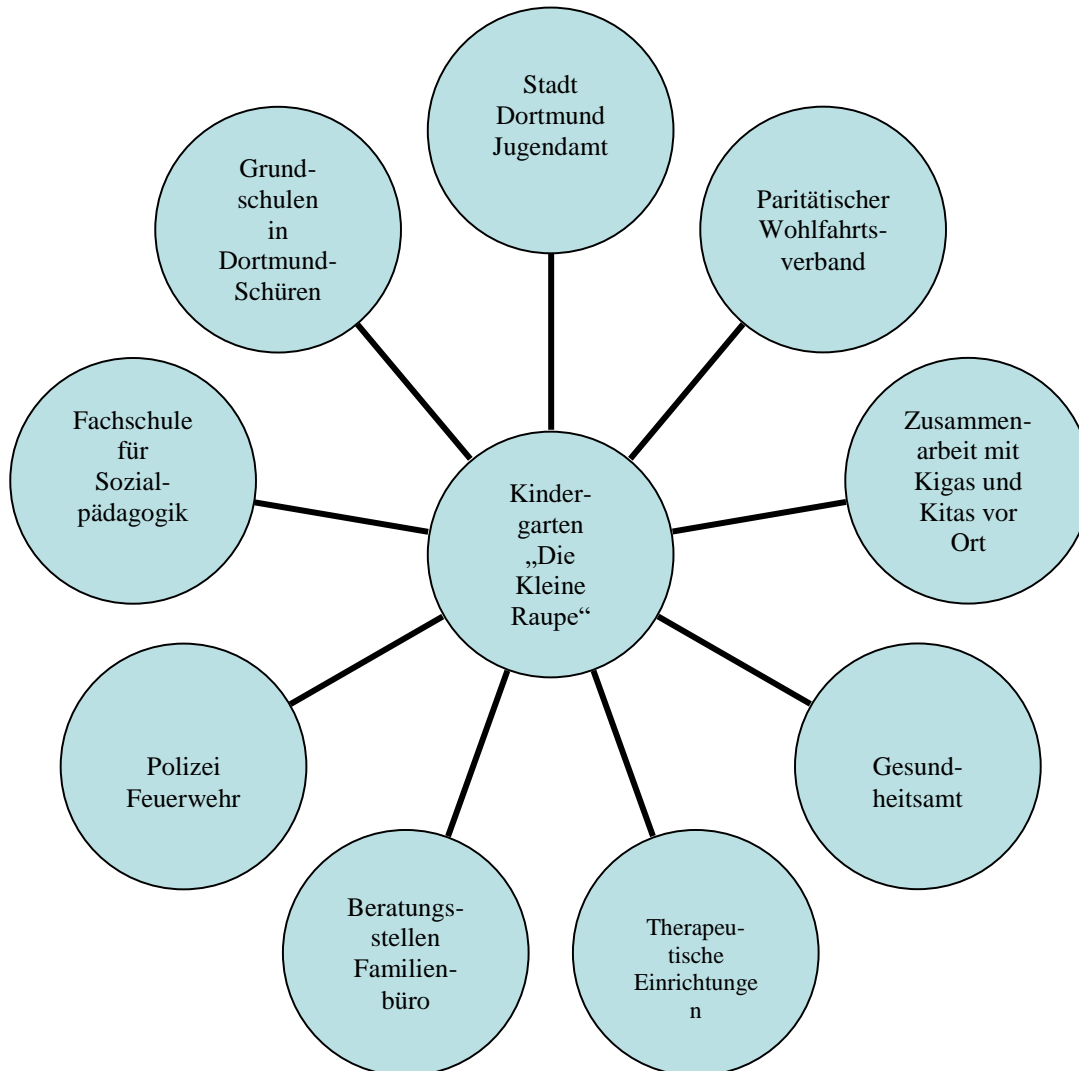 Stadt
Dortmund
Jugendamt
Paritätischer
Wohlfahrts-
verband
Zusammen-
arbeit mit
Kigas und
Kitas vor
Ort
Gesund-
heitsamt
Therapeu-
tische
Einrichtunge
n
Beratungs-
stellen
Familien-
büro
Polizei
Feuerwehr
Fachschule
für
Sozial-
pädagogik
Grund-
schulen
in
Dortmund-
Schüren
Kinder-
garten
„Die
Kleine
Raupe“